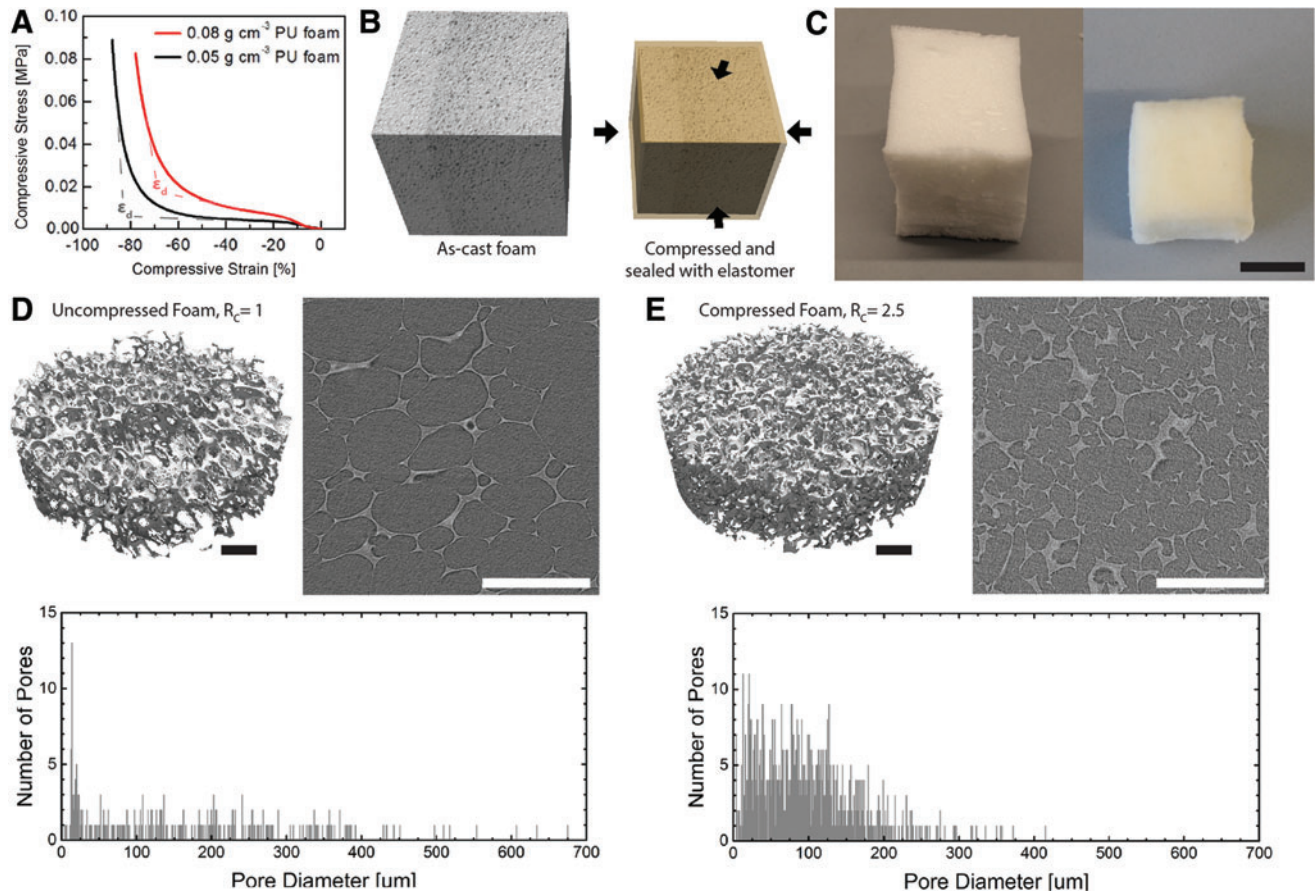 A
Compressive Stress [MPa]
0.10
0.08
0.06
0.04
0.02
0.00
0.08 g cm⁻³ PU foam
0.05 g cm⁻³ PU foam
εd
εd
-100 -80 -60 -40 -20 0
Compressive Strain [%]
B
As-cast foam
Compressed and
sealed with elastomer
C
D
Uncompressed Foam, Rc= 1
Number of Pores
15
10
5
0
0 100 200 300 400 500 600 700
Pore Diameter [um]
E
Compressed Foam, Rc= 2.5
Number of Pores
15
10
5
0
0 100 200 300 400 500 600 700
Pore Diameter [um]